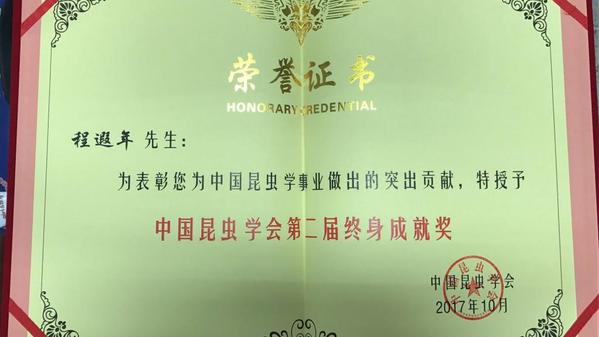 荣誉证书
HONORARY CREDENTIAL
程遐年 先生：
为表彰您为中国昆虫学事业做出的突出贡献，特授予
中国昆虫学会第二届终身成就奖
中国昆虫学会
2017年10月